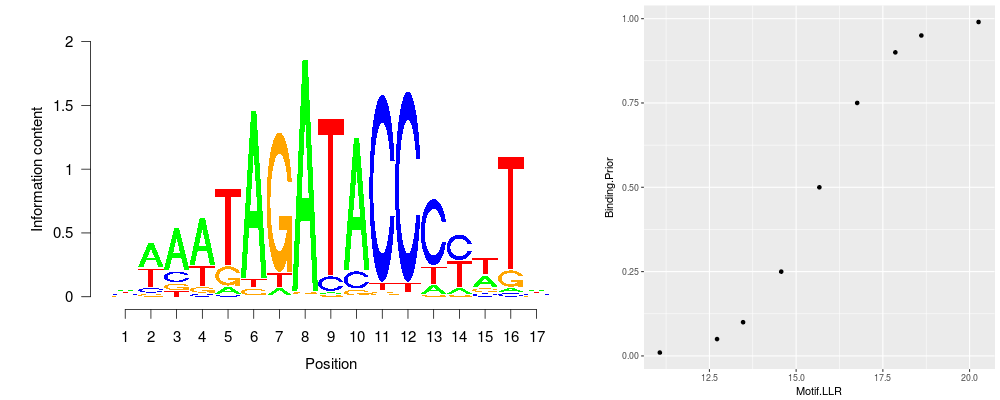 Information content
2
1.5
1
0.5
0
AAATAGATACCCCTT
1 2 3 4 5 6 7 8 9 10 11 12 13 14 15 16 17
Position
Binding.Prior
1.00
0.75
0.50
0.25
0.00
12.5 15.0 17.5 20.0
Motif.LLR